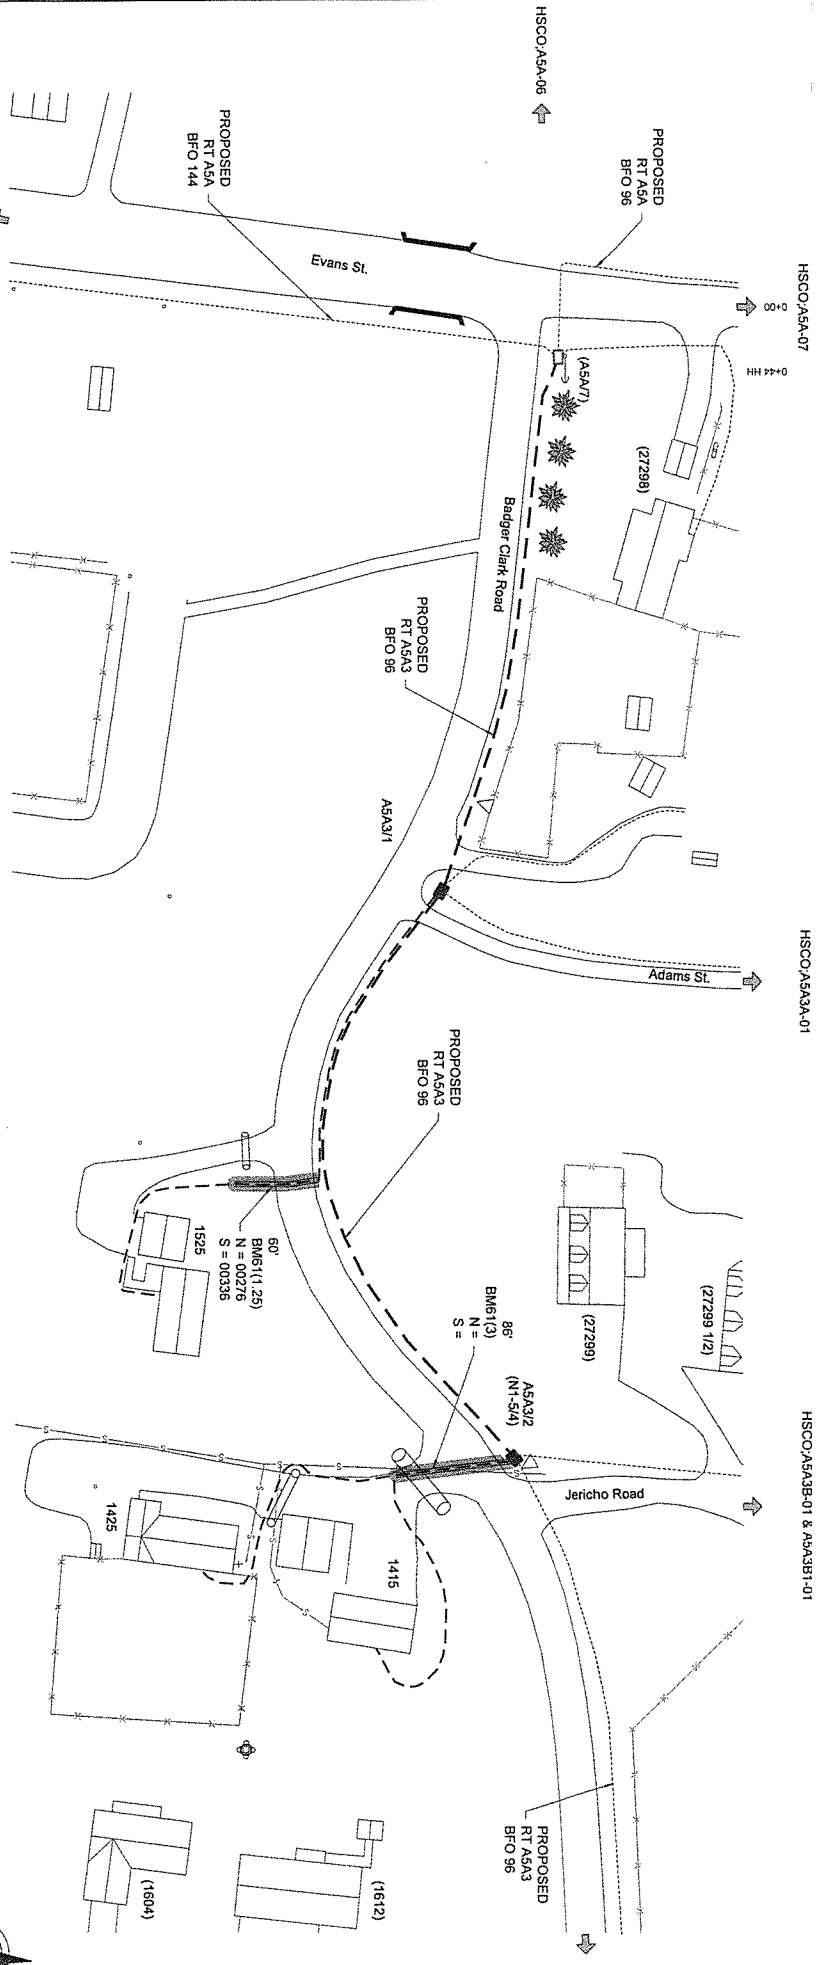 HSCO;A5A-06
HSCO;A5A-07
0+00
0+44 HH
PROPOSED
RT A5A
BFO 96
PROPOSED
RT A5A
BFO 144
Evans St.
(A5A/7)
(27298)
Badger Clark Road
PROPOSED
RT A5A3
BFO 96
A5A3/1
HSCO;A5A3A-01
Adams St.
PROPOSED
RT A5A3
BFO 96
60'
BM61(1.25)
N = 00276
S = 00336
1525
86'
BM61(3)
N =
S =
A5A3/2
(N1-5/4)
(27299)
(27299 1/2)
HSCO;A5A3B-01 & A5A3B1-01
Jericho Road
1425
1415
PROPOSED
RT A5A3
BFO 96
(1604)
(1612)